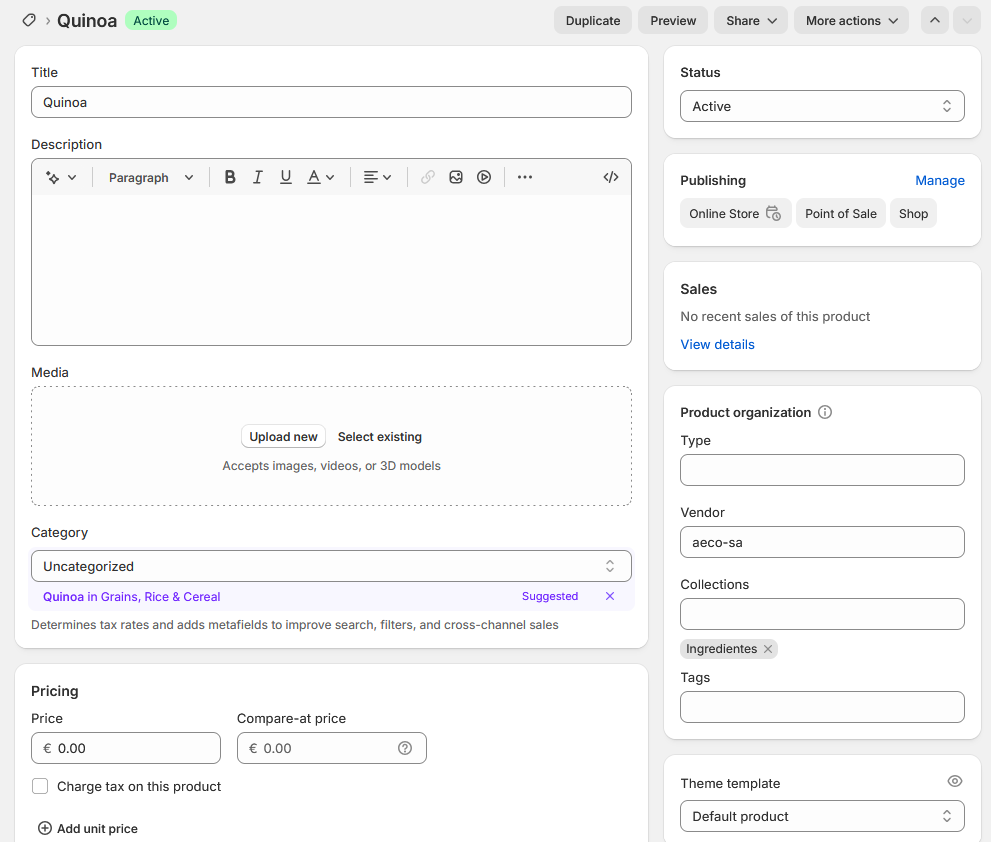 Quinoa Active
Duplicate Preview Share More actions
Title
Quinoa
Description
Paragraph B I U A
Media
Upload new Select existing
Accepts images, videos, or 3D models
Category
Uncategorized
Quinoa in Grains, Rice & Cereal Suggested
Determines tax rates and adds metafields to improve search, filters, and cross-channel sales
Pricing
Price Compare-at price
€ 0.00 € 0.00
Charge tax on this product
Add unit price
Status
Active
Publishing Manage
Online Store Point of Sale Shop
Sales
No recent sales of this product
View details
Product organization
Type
Vendor
aeco-sa
Collections
Ingredientes
Tags
Theme template
Default product